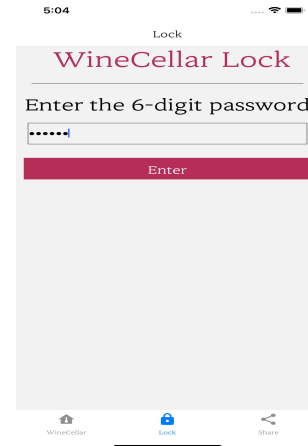 5:04
Lock
WineCellar Lock
Enter the 6-digit password
••••••
Enter
WineCellar Lock Share